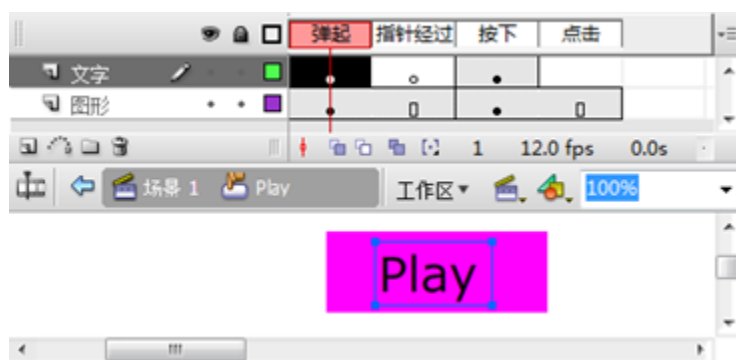 弹起 指针经过 按下 点击
文字
图形
1 12.0 fps 0.0s
场景 1 Play 工作区 100%
Play